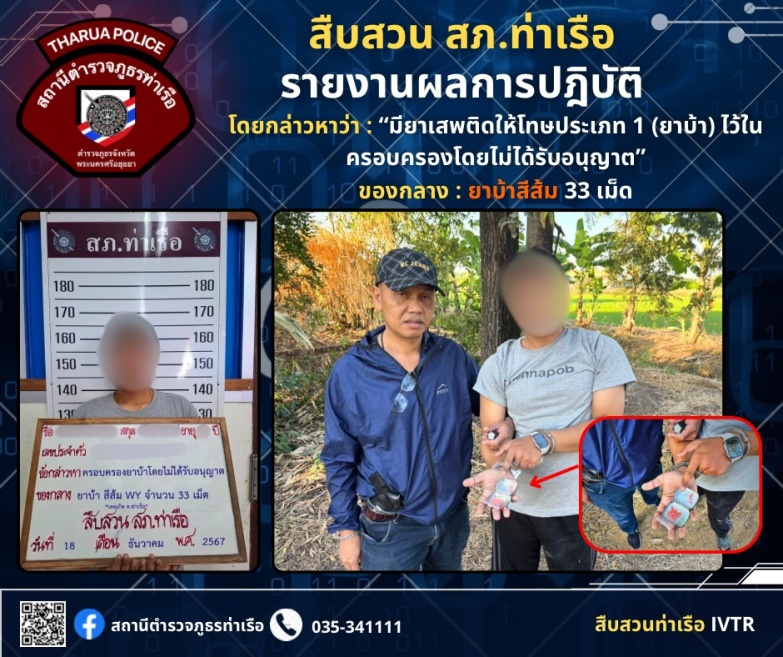 THARUA POLICE
สถานีตำรวจภูธรท่าเรือ
ตำรวจภูธรจังหวัด
พระนครศรีอยุธยา
สืบสวน สภ.ท่าเรือ
รายงานผลการปฏิบัติ
โดยกล่าวหาว่า : “มียาเสพติดให้โทษประเภท 1 (ยาบ้า) ไว้ใน
ครอบครองโดยไม่ได้รับอนุญาต”
ของกลาง : ยาบ้าสีส้ม 33 เม็ด
สภ.ท่าเรือ
180 180
170 170
160 160
150 150
140 140
130 30
ชื่อ สกุล อายุ ปี
เลขประจำตัว
ข้อกล่าวหา ครอบครองยาบ้าโดยไม่ได้รับอนุญาต
ของกลาง ยาบ้า สีส้ม WY จำนวน 33 เม็ด
สืบสวน สภ.ท่าเรือ
วันที่ 18 เดือน ธันวาคม พ.ศ. 2567
สถานีตำรวจภูธรท่าเรือ
035-341111
สืบสวนท่าเรือ IVTR